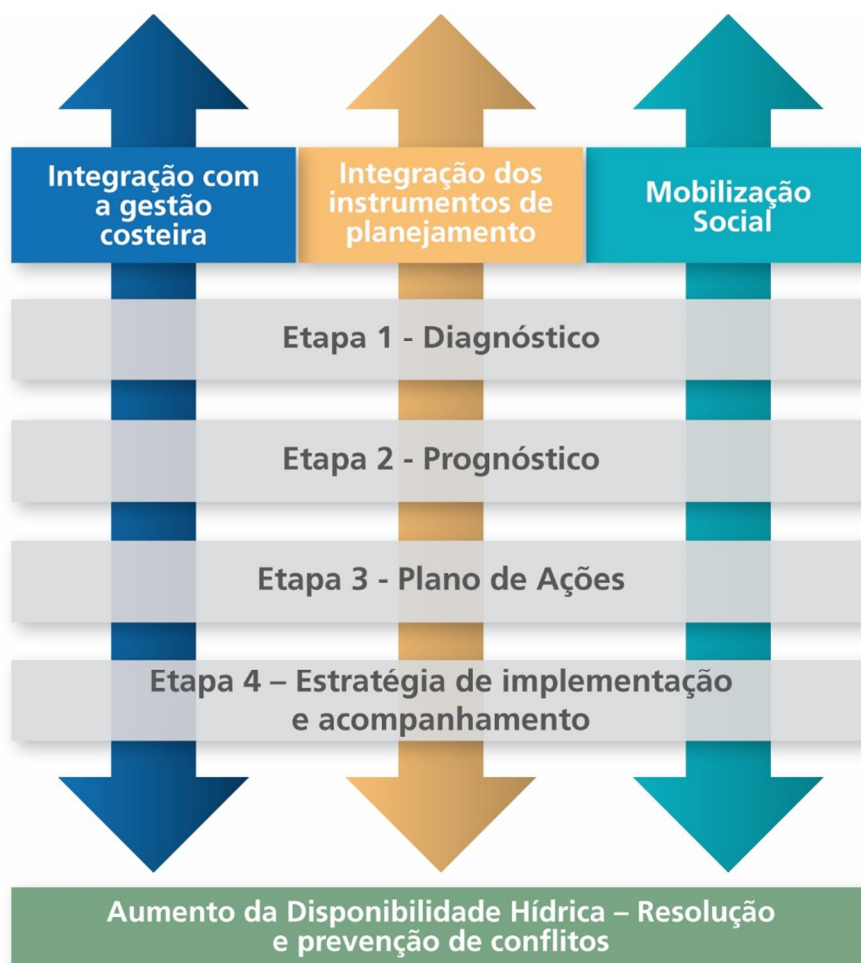 Integração com
a gestão
costeira
Integração dos
instrumentos de
planejamento
Mobilização
Social
Etapa 1 - Diagnóstico
Etapa 2 - Prognóstico
Etapa 3 - Plano de Ações
Etapa 4 – Estratégia de implementação
e acompanhamento
Aumento da Disponibilidade Hídrica – Resolução
e prevenção de conflitos